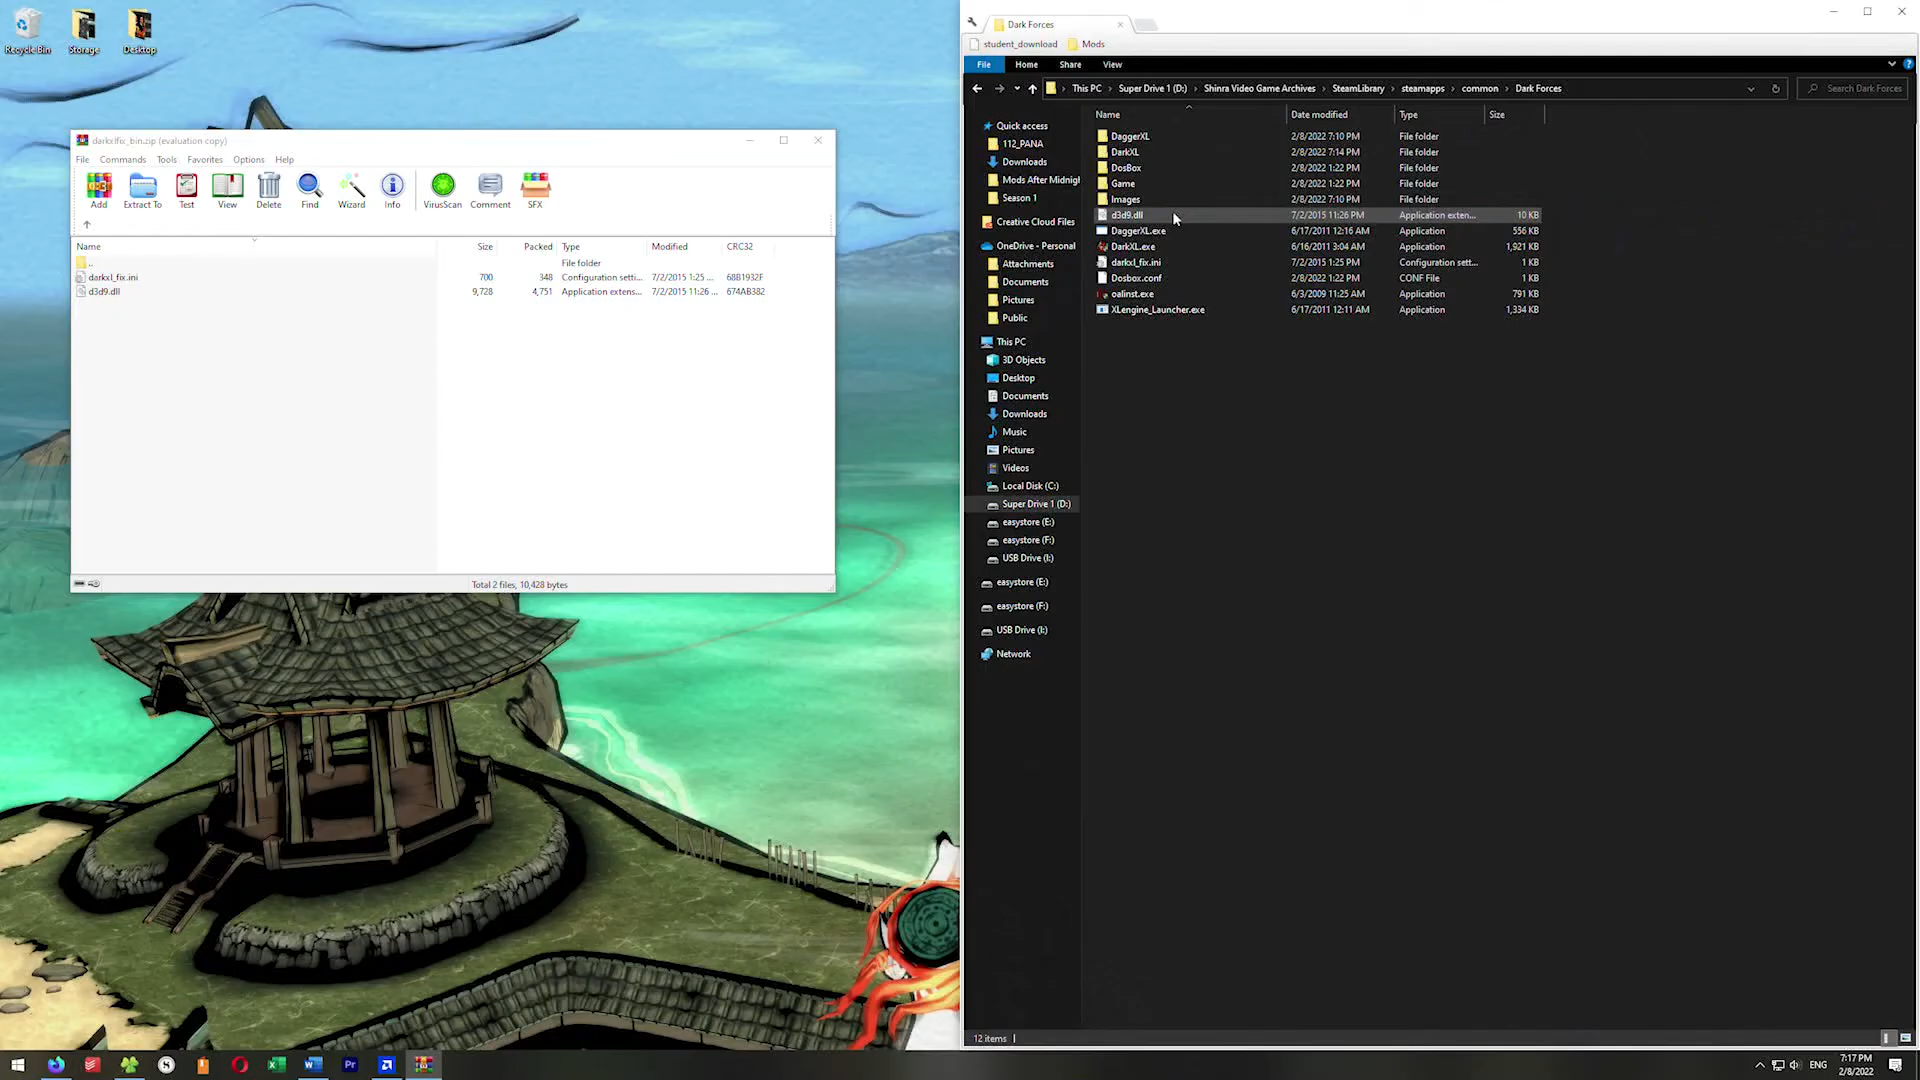 Recycle Bin
Storage
Desktop
darkxlfix_bin.zip (evaluation copy)
File Commands Tools Favorites Options Help
Add Extract To Test View Delete Find Wizard Info VirusScan Comment SFX
Name Size Packed Type Modified CRC32
.. File folder
darkxl_fix.ini 700 348 Configuration setti... 7/2/2015 1:25 ... 68B1932F
d3d9.dll 9,728 4,751 Application extens... 7/2/2015 11:26 ... 674AB382
Total 2 files, 10,428 bytes
Dark Forces
student_download Mods
File Home Share View
This PC Super Drive 1 (D:) Shinra Video Game Archives SteamLibrary steamapps common Dark Forces
Search Dark Forces
Name Date modified Type Size
DaggerXL 2/8/2022 7:10 PM File folder
DarkXL 2/8/2022 7:14 PM File folder
DosBox 2/8/2022 1:22 PM File folder
Game 2/8/2022 1:22 PM File folder
Images 2/8/2022 7:10 PM File folder
d3d9.dll 7/2/2015 11:26 PM Application exten... 10 KB
DaggerXL.exe 6/17/2011 12:16 AM Application 556 KB
DarkXL.exe 6/16/2011 3:04 AM Application 1,921 KB
darkxl_fix.ini 7/2/2015 1:25 PM Configuration sett... 1 KB
Dosbox.conf 2/8/2022 1:22 PM CONF File 1 KB
oalinst.exe 6/3/2009 11:25 AM Application 791 KB
XLengine_Launcher.exe 6/17/2011 12:11 AM Application 1,334 KB
Quick access
112_PANA
Downloads
Mods After Midnigh
Season 1
Creative Cloud Files
OneDrive - Personal
Attachments
Documents
Pictures
Public
This PC
3D Objects
Desktop
Documents
Downloads
Music
Pictures
Videos
Local Disk (C:)
Super Drive 1 (D:)
easystore (E:)
easystore (F:)
USB Drive (I:)
easystore (E:)
easystore (F:)
USB Drive (I:)
Network
12 items
ENG
7:17 PM
2/8/2022